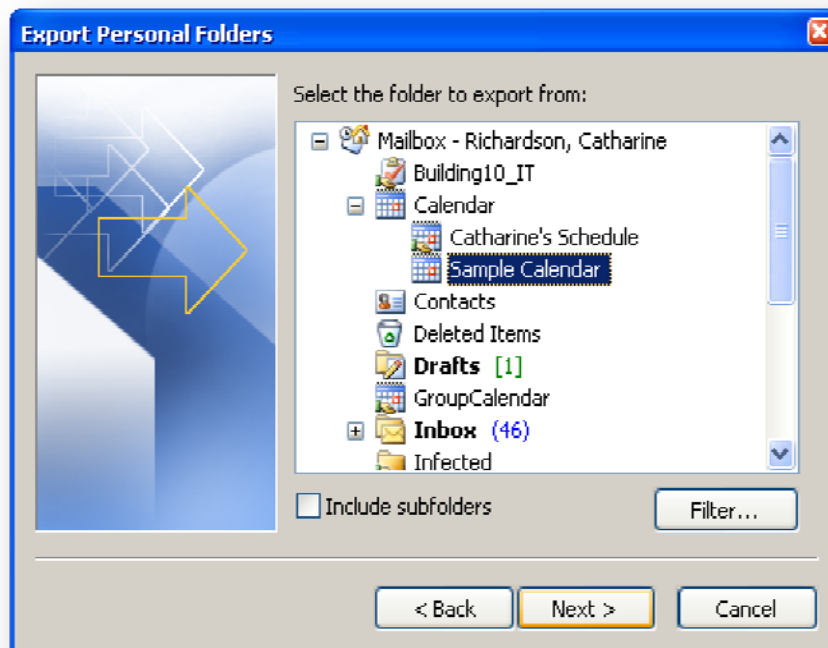 Export Personal Folders
Select the folder to export from:
Mailbox - Richardson, Catharine
Building10_IT
Calendar
Catharine's Schedule
Sample Calendar
Contacts
Deleted Items
Drafts [1]
GroupCalendar
Inbox (46)
Infected
Include subfolders
Filter...
< Back
Next >
Cancel